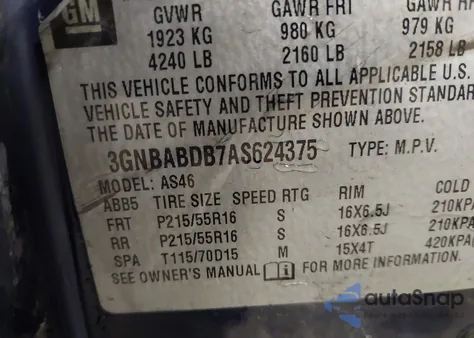 GM
GVWR GAWR FRT GAWR RR
1923 KG 980 KG 979 KG
4240 LB 2160 LB 2158 LB
THIS VEHICLE CONFORMS TO ALL APPLICABLE U.S.
VEHICLE SAFETY AND THEFT PREVENTION STANDAR
THE DATE OF MANUFACTURE SHOWN ABOVE.
3GNBABDB7AS624375 TYPE: M.P.V.
MODEL: AS46
ABB5 TIRE SIZE SPEED RTG RIM COLD
FRT P215/55R16 S 16X6.5J 210KPA
RR P215/55R16 S 16X6.5J 210KPA
SPA T115/70D15 M 15X4T 420KPA
SEE OWNER'S MANUAL FOR MORE INFORMATION.
autoSnap